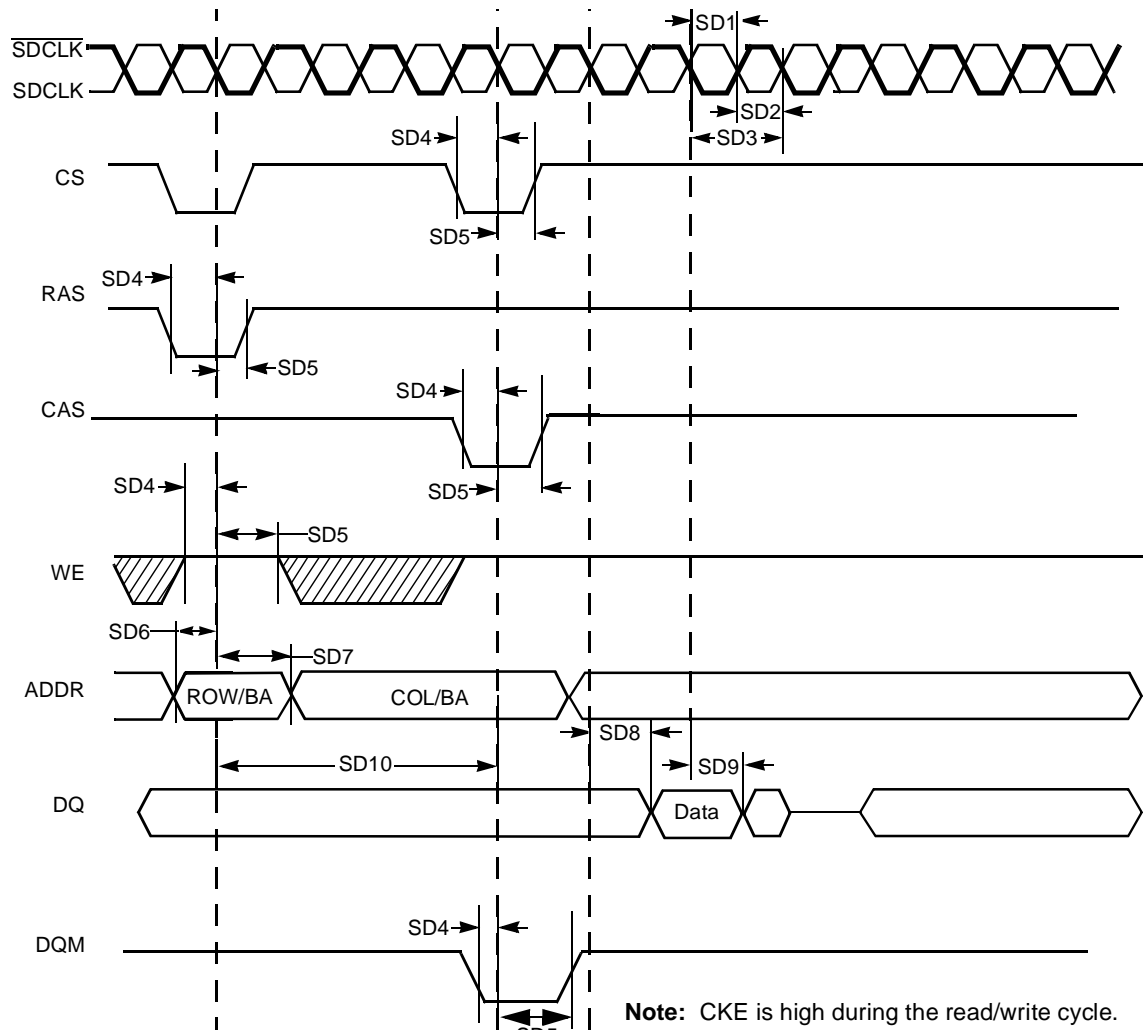 SD1
SDCLK
SDCLK
SD2
SD4
SD3
CS
SD5
SD4
RAS
SD5
SD4
CAS
SD4
SD5
SD5
WE
SD6
SD7
ADDR
ROW/BA
COL/BA
SD8
SD10
SD9
DQ
Data
SD4
DQM
Note: CKE is high during the read/write cycle.